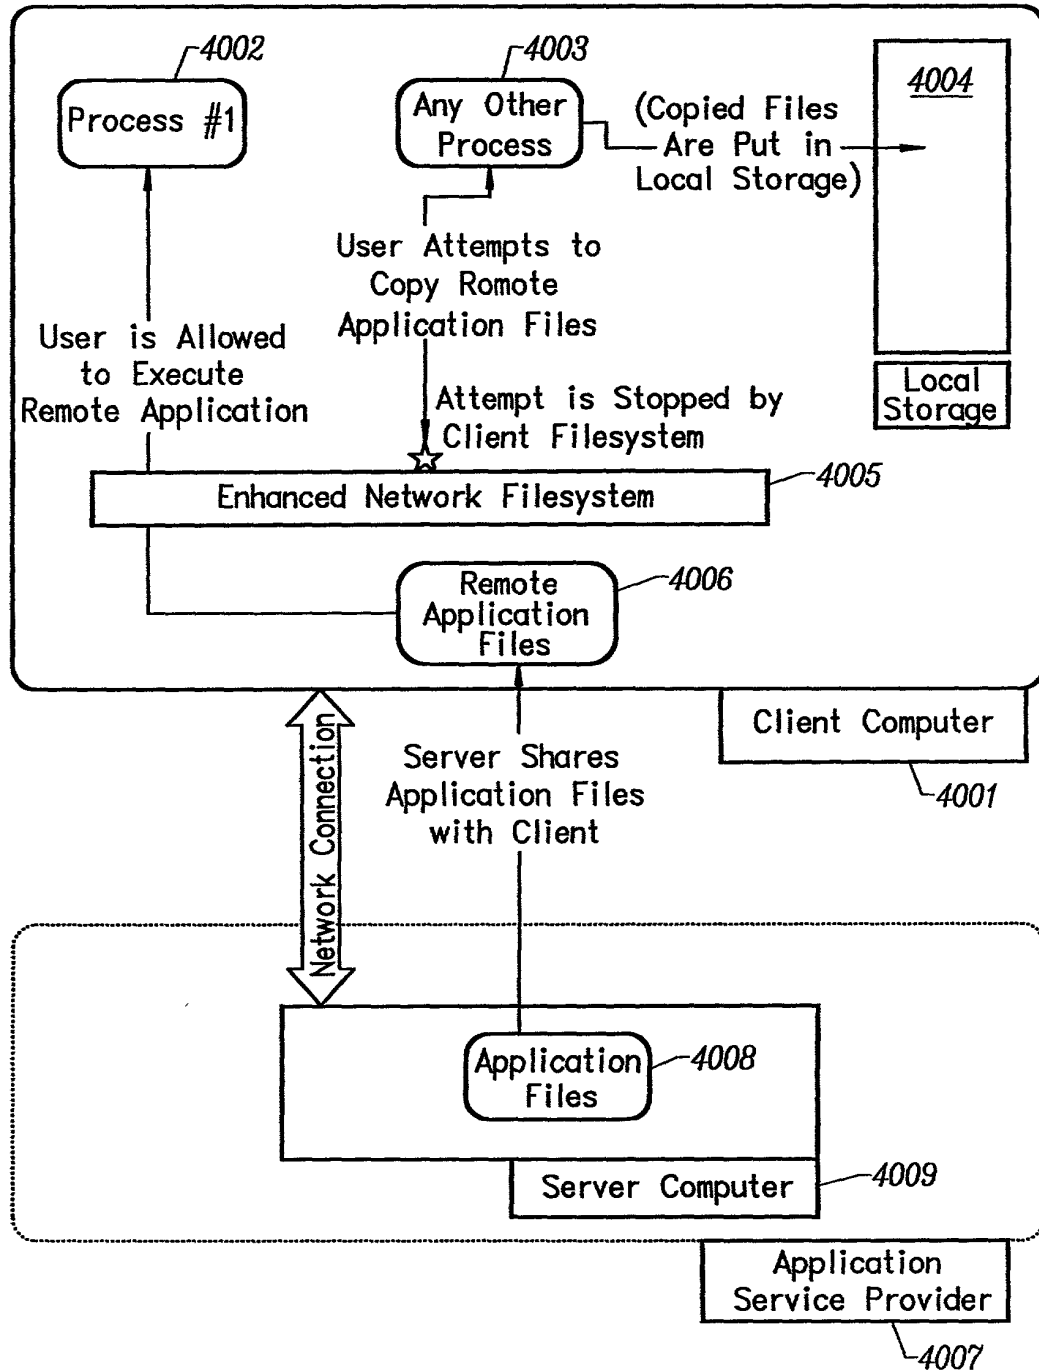 4002
Process #1
4003
Any Other
Process
(Copied Files
Are Put in
Local Storage)
4004
Local
Storage
User Attempts to
Copy Romote
Application Files
User is Allowed
to Execute
Remote Application
Attempt is Stopped by
Client Filesystem
Enhanced Network Filesystem
4005
Remote
Application
Files
4006
Client Computer
4001
Network Connection
Server Shares
Application Files
with Client
Application
Files
4008
Server Computer
4009
Application
Service Provider
4007